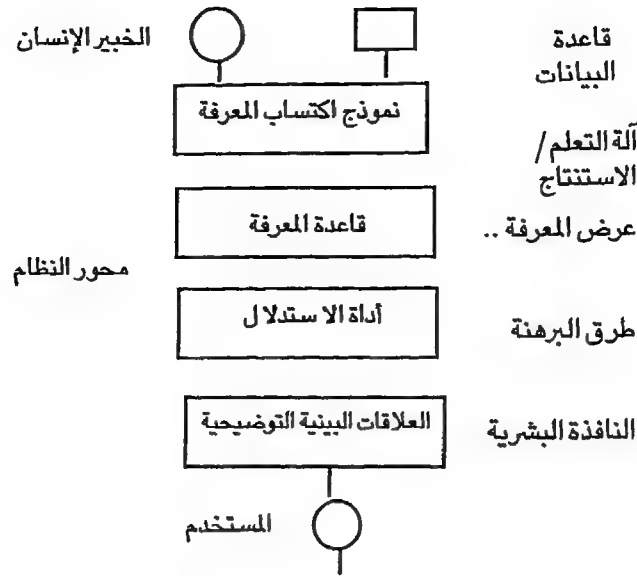 الخبير الإنسان
قاعدة
البيانات
نموذج اكتساب المعرفة
آلة التعلم/
الاستنتاج
قاعدة المعرفة
عرض المعرفة ..
محور النظام
أداة الاستدلال
طرق البرهنة
العلاقات البينية التوضيحية
النافذة البشرية
المستخدم